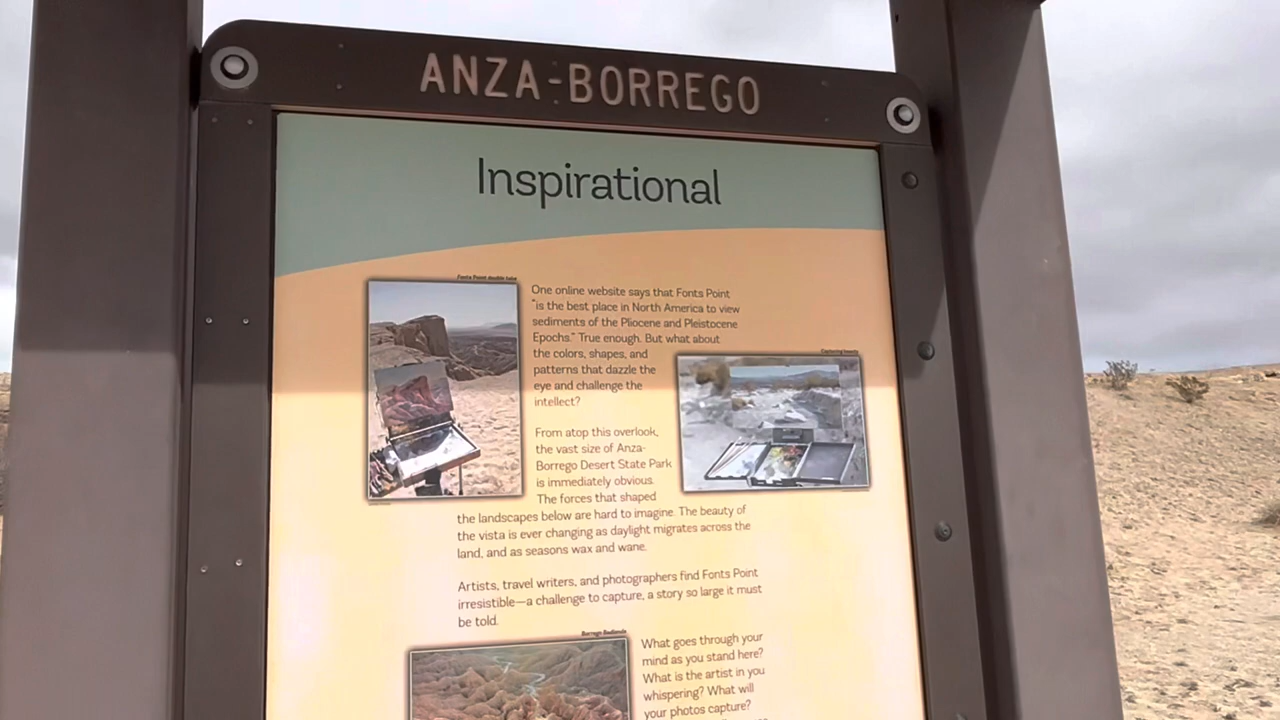 ANZA-BORREGO
Inspirational
Fonts Point double take
One online website says that Fonts Point
"is the best place in North America to view
sediments of the Pliocene and Pleistocene
Epochs." True enough. But what about
the colors, shapes, and
patterns that dazzle the
eye and challenge the
intellect?
Capturing beauty
From atop this overlook,
the vast size of Anza-
Borrego Desert State Park
is immediately obvious.
The forces that shaped
the landscapes below are hard to imagine. The beauty of
the vista is ever changing as daylight migrates across the
land, and as seasons wax and wane.
Artists, travel writers, and photographers find Fonts Point
irresistible—a challenge to capture, a story so large it must
be told.
Borrego Badlands
What goes through your
mind as you stand here?
What is the artist in you
whispering? What will
your photos capture?